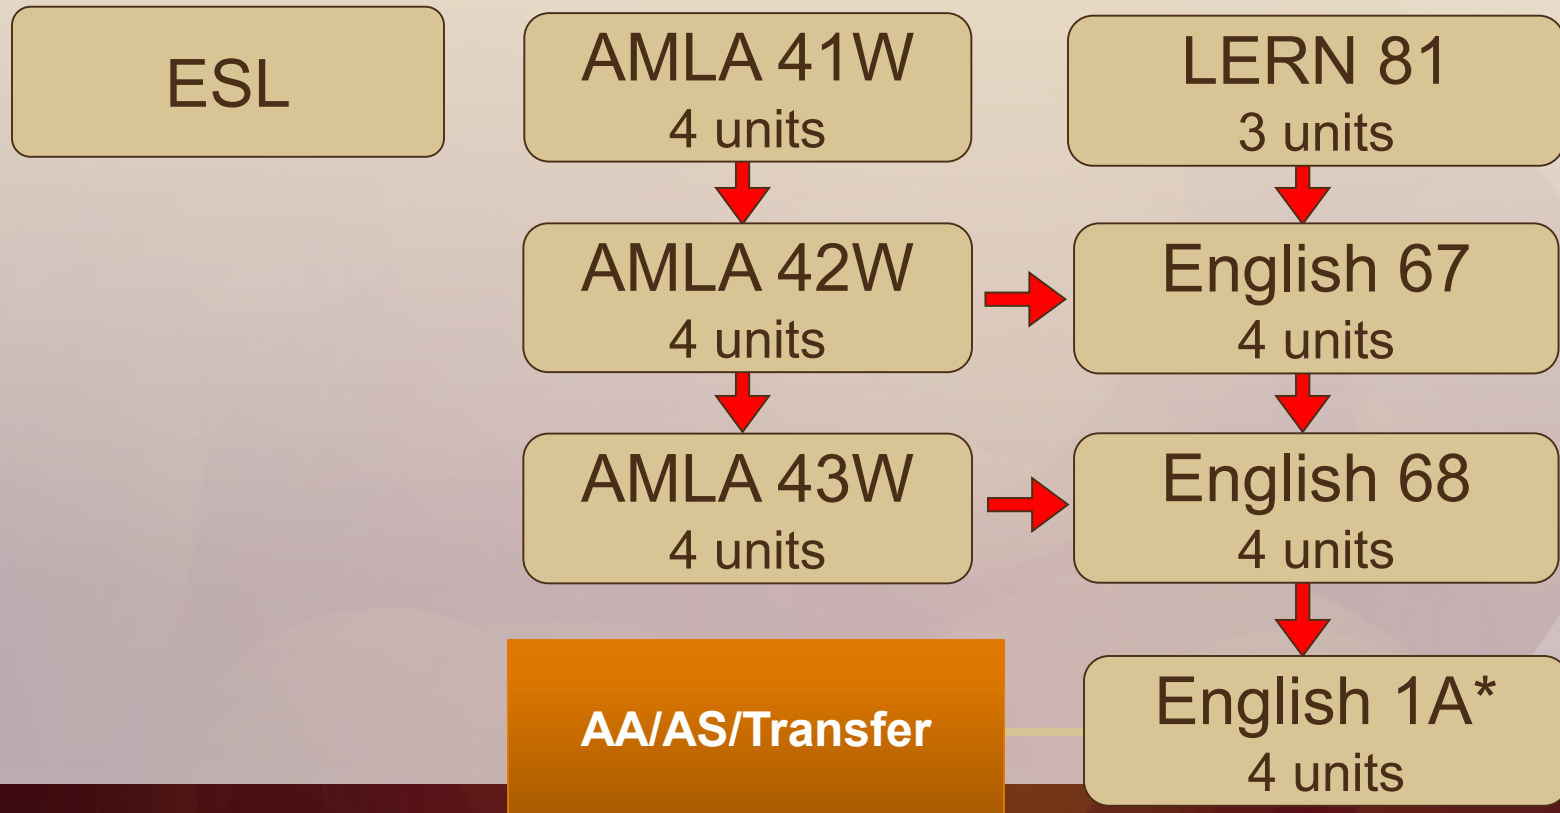 ESL
AMLA 41W
4 units
LERN 81
3 units
AMLA 42W
4 units
English 67
4 units
AMLA 43W
4 units
English 68
4 units
AA/AS/Transfer
English 1A*
4 units